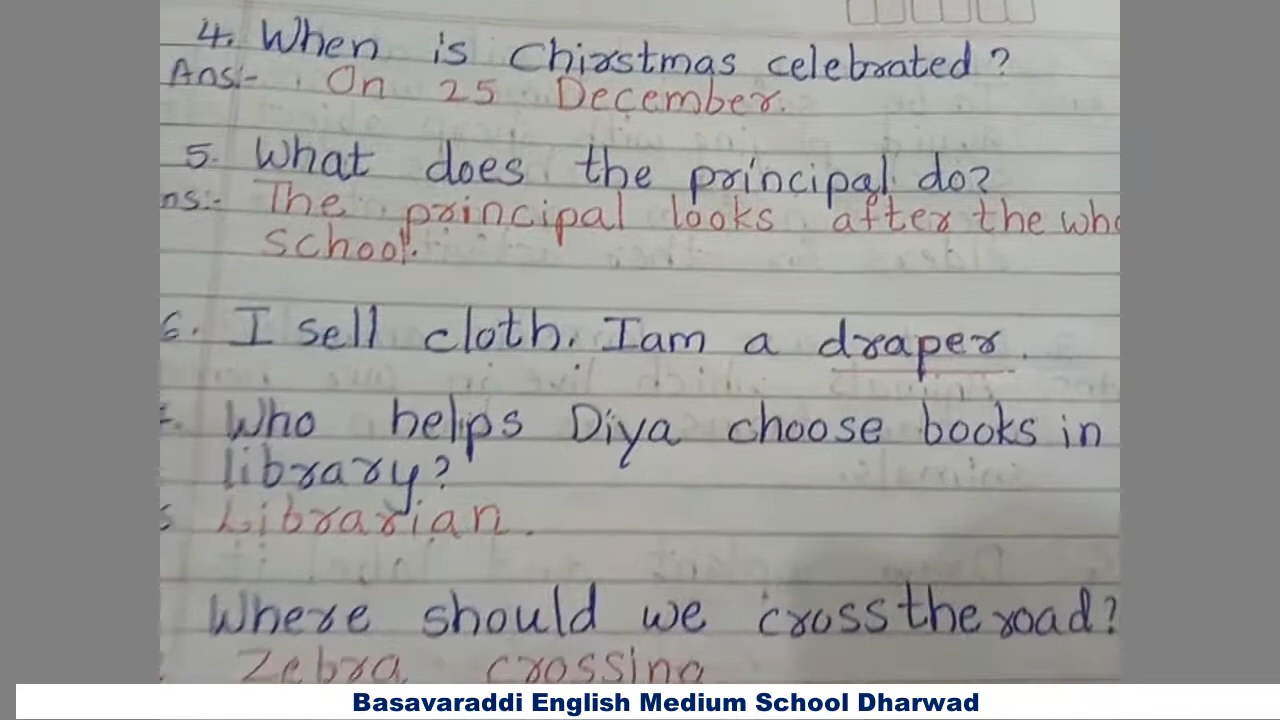 4. When is Chirstmas celebrated?
Ans:- On 25 December.
5. What does the principal do?
ns:- The principal looks after the who
school.
6. I sell cloth. I am a draper.
Who helps Diya choose books in
library?
Librarian.
Where should we cross the road?
Zebra crossing
Basavaraddi English Medium School Dharwad